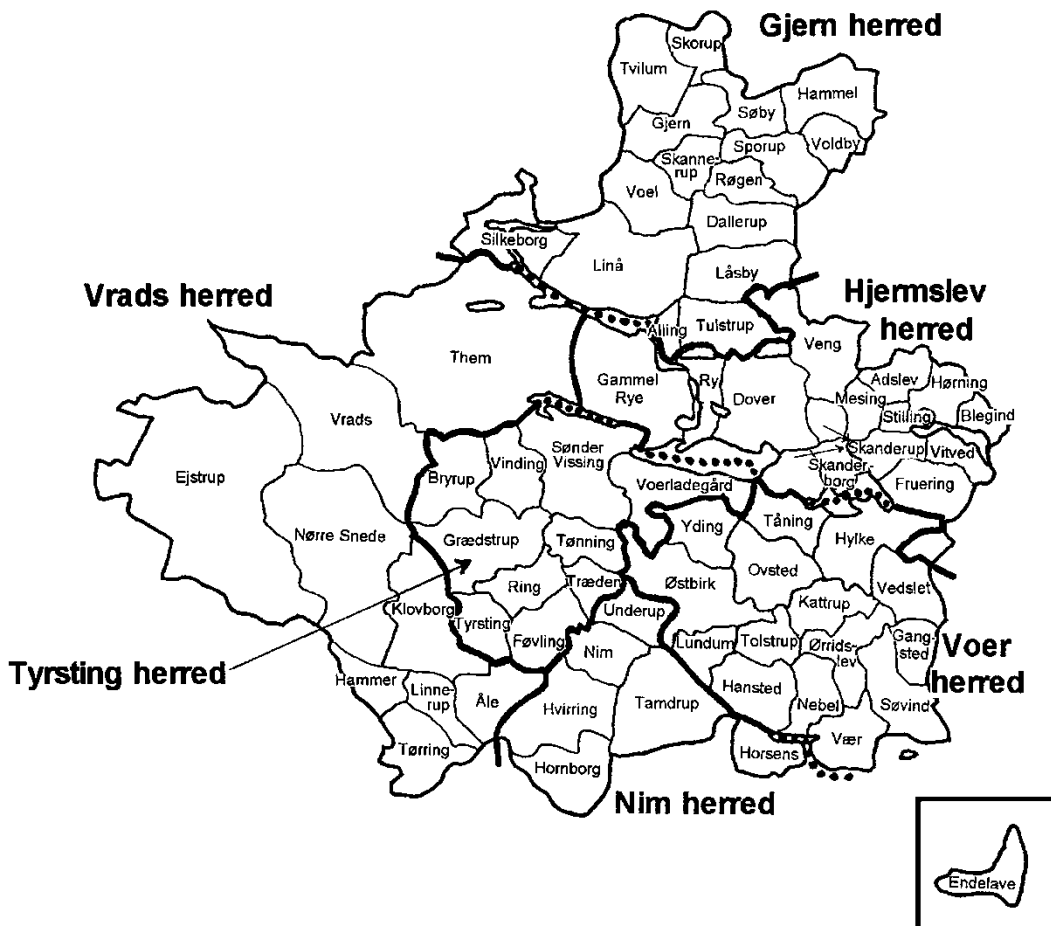 Gjern herred
Skorup
Tvilum
Hammel
Søby
Gjern
Sporup
Voldby
Skanne-
rup
Røgen
Voel
Dallerup
Silkeborg
Linå
Låsby
Vrads herred
Hjermslev
herred
Alling
Tulstrup
Veng
Them
Gammel
Rye
Ry
Dover
Adslev
Hørning
Mesing
Stilling
Blegind
Vrads
Sønder
Vissing
Skanderup
Vitved
Vinding
Bryrup
Skander-
borg
Ejstrup
Voerladegård
Fruering
Yding
Tåning
Nørre Snede
Grædstrup
Tønning
Hylke
Ovsted
Ring
Træden
Østbirk
Vedslet
Klovborg
Underup
Kattrup
Tyrsting
Føvling
Lundum
Tolstrup
Ørrids-
lev
Gang-
sted
Voer
herred
Tyrsting herred
Nim
Hammer
Linne-
rup
Åle
Hansted
Hvirring
Tamdrup
Nebel
Søvind
Tørring
Vær
Horsens
Hornborg
Nim herred
Endelave